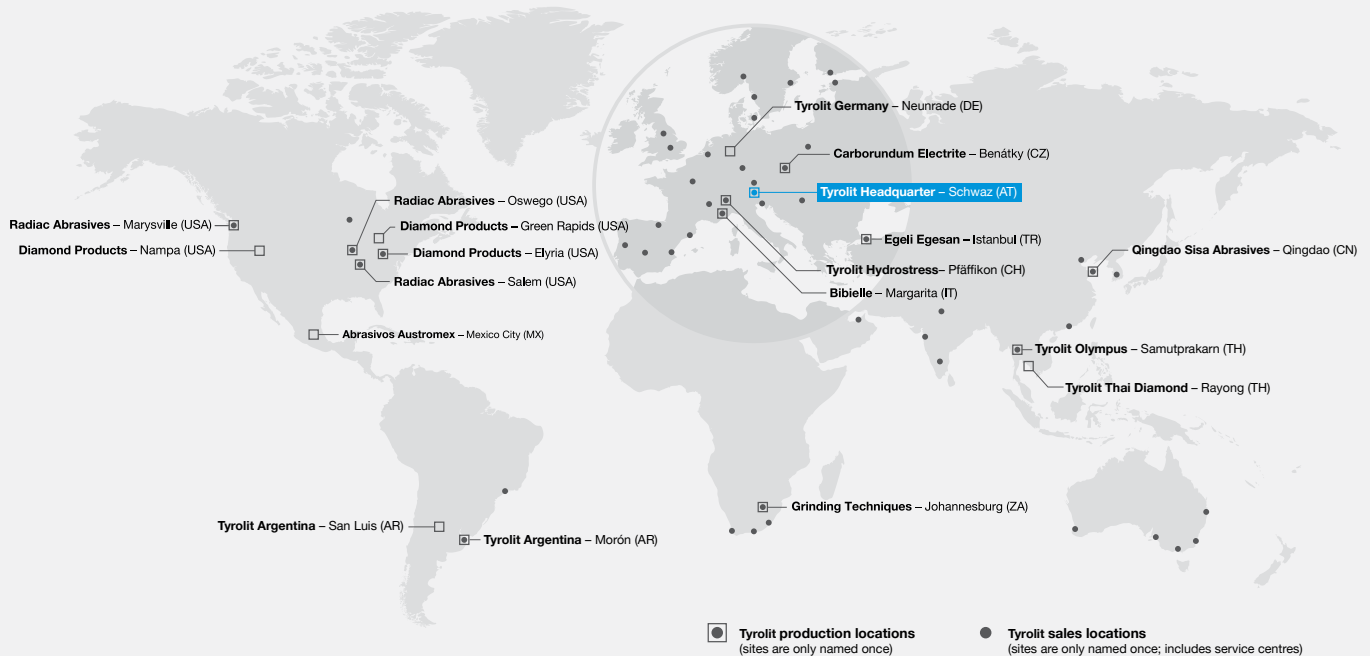 Tyrolit Germany – Neunrade (DE)
Carborundum Electrite – Benátky (CZ)
Tyrolit Headquarter – Schwaz (AT)
Radiac Abrasives – Oswego (USA)
Radiac Abrasives – Marysville (USA)
Diamond Products – Green Rapids (USA)
Egeli Egesan – Istanbul (TR)
Diamond Products – Nampa (USA)
Diamond Products – Elyria (USA)
Qingdao Sisa Abrasives – Qingdao (CN)
Tyrolit Hydrostress– Pfäffikon (CH)
Radiac Abrasives – Salem (USA)
Bibielle – Margarita (IT)
Abrasivos Austromex – Mexico City (MX)
Tyrolit Olympus – Samutprakarn (TH)
Tyrolit Thai Diamond – Rayong (TH)
Grinding Techniques – Johannesburg (ZA)
Tyrolit Argentina – San Luis (AR)
Tyrolit Argentina – Morón (AR)
Tyrolit production locations
(sites are only named once)
Tyrolit sales locations
(sites are only named once; includes service centres)